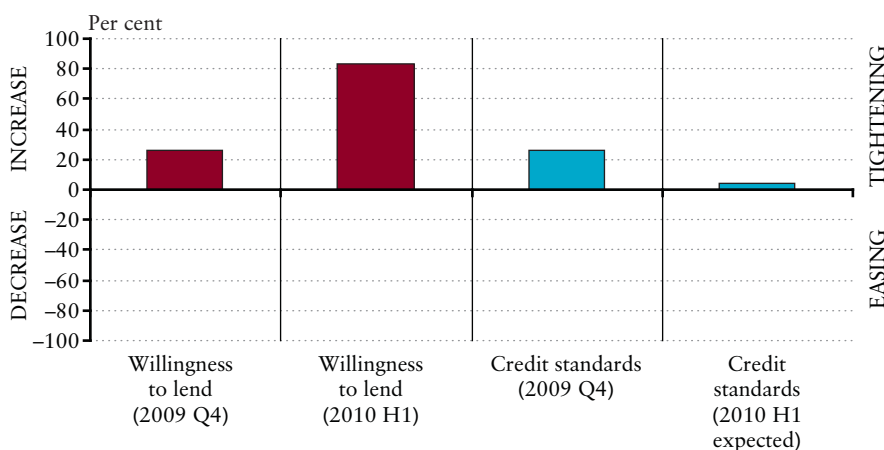 Per cent
100
80
60
40
20
0
–20
–40
–60
–80
–100
INCREASE
DECREASE
TIGHTENING
EASING
Willingness
to lend
(2009 Q4)
Willingness
to lend
(2010 H1)
Credit standards
(2009 Q4)
Credit
standards
(2010 H1
expected)